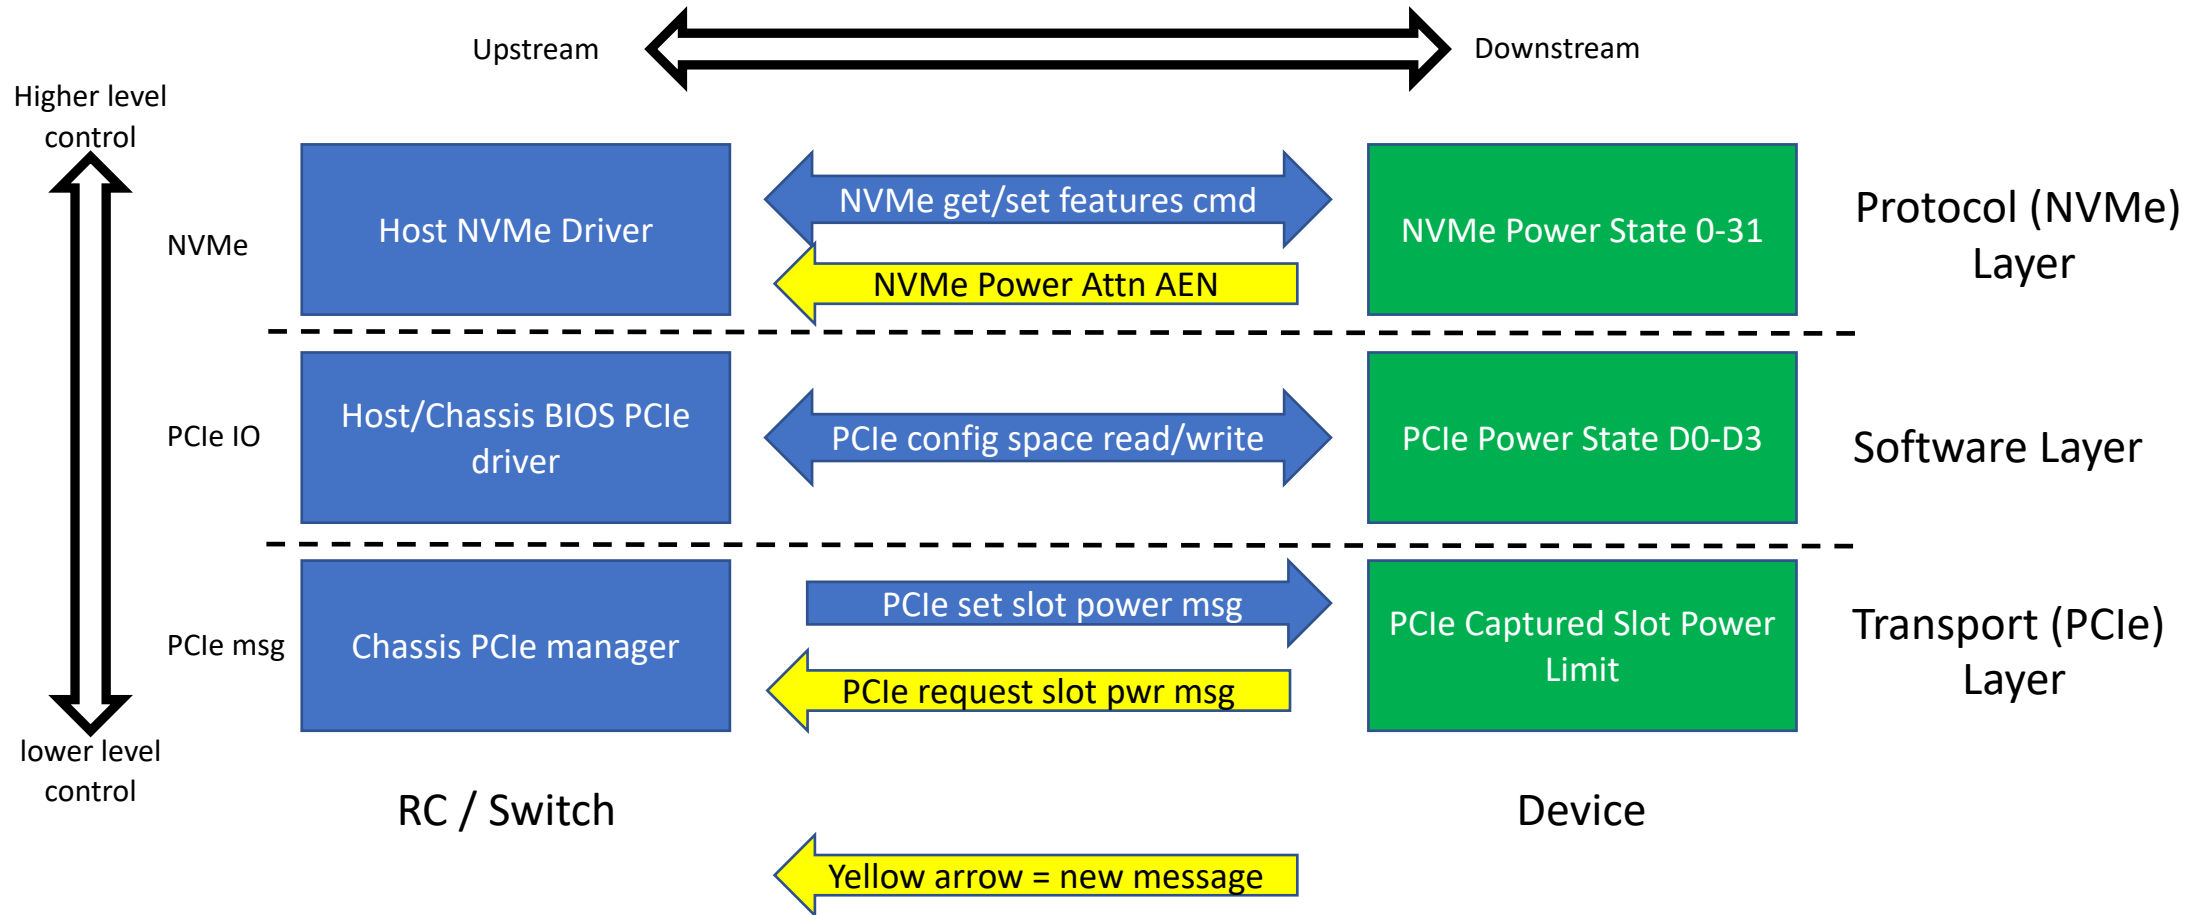 Upstream
Downstream
Higher level
control
NVMe
Host NVMe Driver
NVMe get/set features cmd
NVMe Power Attn AEN
NVMe Power State 0-31
Protocol (NVMe)
Layer
PCIe IO
Host/Chassis BIOS PCIe
driver
PCIe config space read/write
PCIe Power State D0-D3
Software Layer
PCIe msg
Chassis PCIe manager
PCIe set slot power msg
PCIe request slot pwr msg
PCIe Captured Slot Power
Limit
Transport (PCIe)
Layer
lower level
control
RC / Switch
Device
Yellow arrow = new message